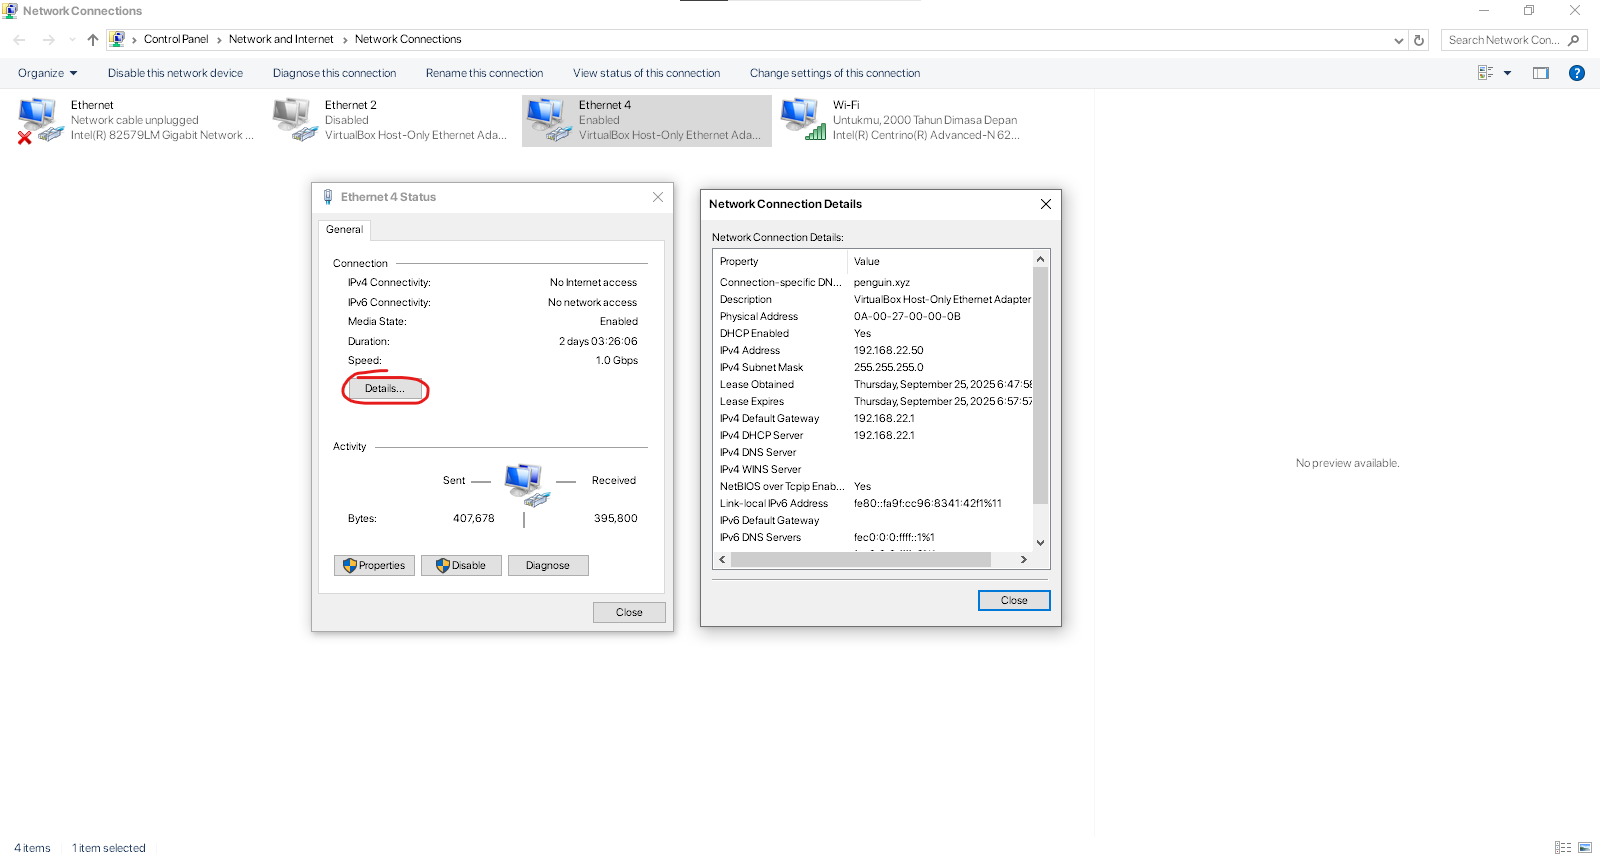 Network Connections
Control Panel > Network and Internet > Network Connections
Search Network Con...
Organize
Disable this network device
Diagnose this connection
Rename this connection
View status of this connection
Change settings of this connection
Ethernet
Network cable unplugged
Intel(R) 82579LM Gigabit Network ...
Ethernet 2
Disabled
VirtualBox Host-Only Ethernet Ada...
Ethernet 4
Enabled
VirtualBox Host-Only Ethernet Ada...
Wi-Fi
Untukmu, 2000 Tahun Dimasa Depan
Intel(R) Centrino(R) Advanced-N 62...
Ethernet 4 Status
General
Connection
IPv4 Connectivity: No Internet access
IPv6 Connectivity: No network access
Media State: Enabled
Duration: 2 days 03:26:06
Speed: 1.0 Gbps
Details...
Activity
Sent Received
Bytes: 407,678 395,800
Properties
Disable
Diagnose
Close
Network Connection Details
Network Connection Details:
Property Value
Connection-specific DN... penguin.xyz
Description VirtualBox Host-Only Ethernet Adapter
Physical Address 0A-00-27-00-00-0B
DHCP Enabled Yes
IPv4 Address 192.168.22.50
IPv4 Subnet Mask 255.255.255.0
Lease Obtained Thursday, September 25, 2025 6:47:58
Lease Expires Thursday, September 25, 2025 6:57:57
IPv4 Default Gateway 192.168.22.1
IPv4 DHCP Server 192.168.22.1
IPv4 DNS Server
IPv4 WINS Server
NetBIOS over Tcpip Enab... Yes
Link-local IPv6 Address fe80::fa9f:cc96:8341:42f1%11
IPv6 Default Gateway
IPv6 DNS Servers fec0:0:0:ffff::1%1
Close
No preview available.
4 items
1 item selected